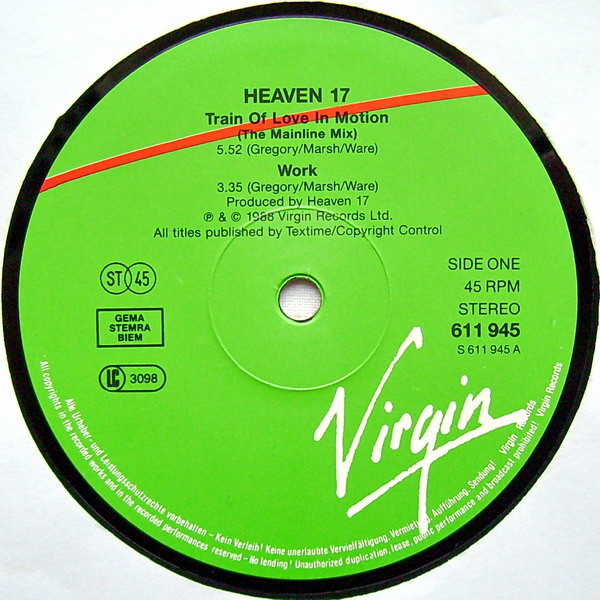 HEAVEN 17
Train Of Love In Motion
(The Mainline Mix)
5.52 (Gregory/Marsh/Ware)
Work
3.35 (Gregory/Marsh/Ware)
Produced by Heaven 17
℗ & © 1988 Virgin Records Ltd.
All titles published by Textime/Copyright Control
ST 45
GEMA
STEMRA
BIEM
LC 3098
SIDE ONE
45 RPM
STEREO
611 945
S 611 945 A
Virgin
Alle Urheber- und Leistungsschutzrechte vorbehalten – Kein Verleih! Keine unerlaubte Vervielfältigung, Vermietung, Aufführung, Sendung! Virgin Records
All copyrights in the recorded works and in the recorded performances reserved – No lending! Unauthorized duplication, lease, public performance and broadcast prohibited! Virgin Records